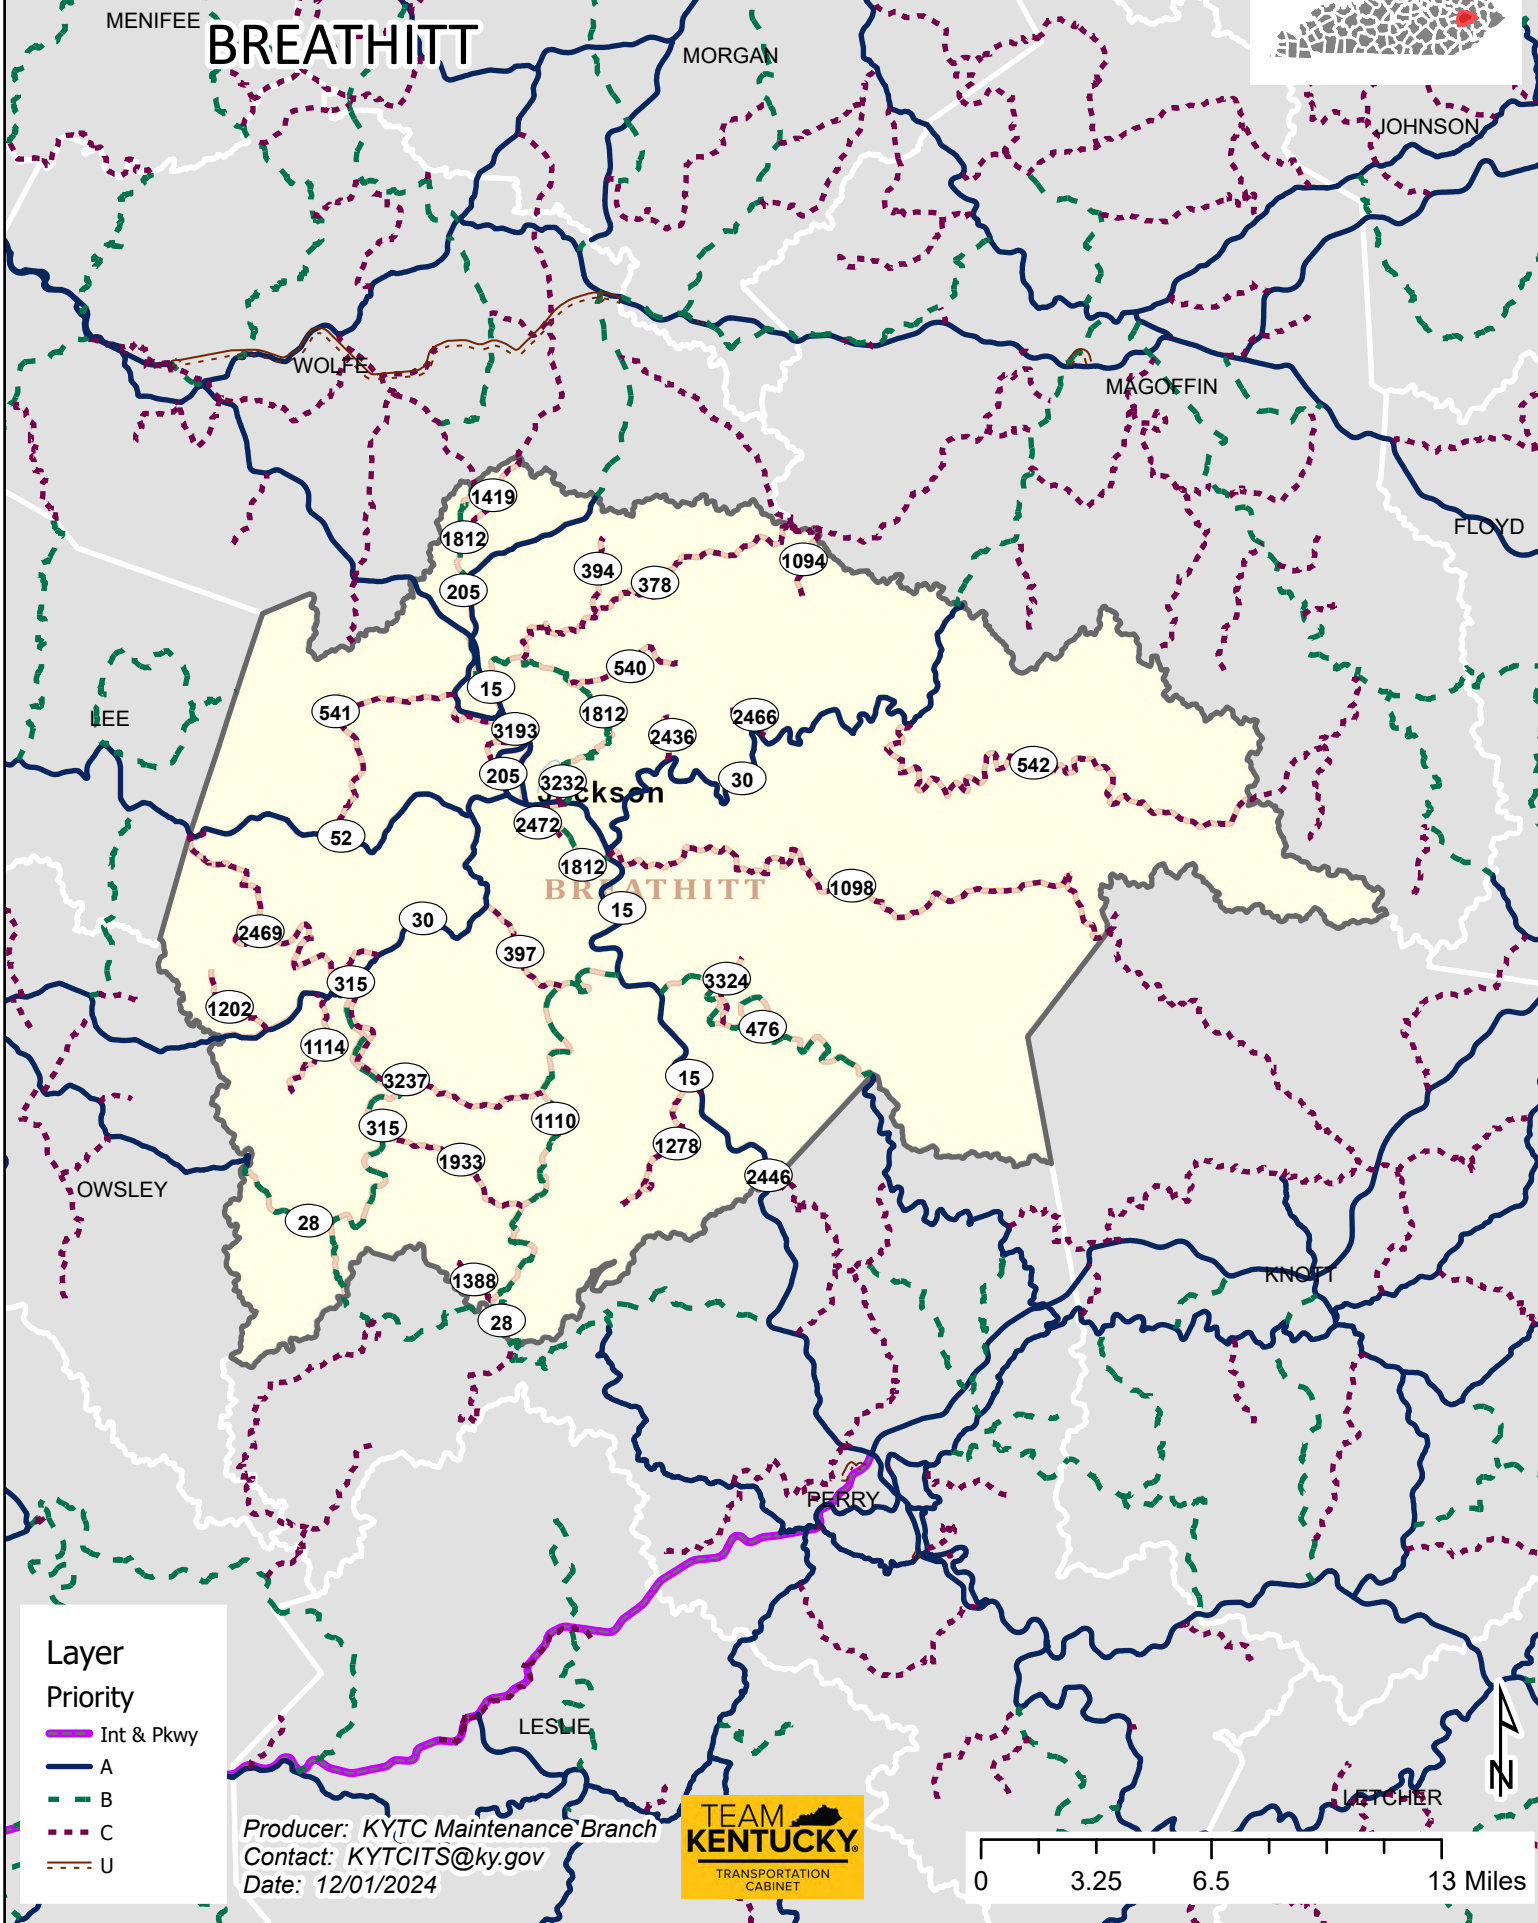 MENIFEE
BREATHITT
MORGAN
JOHNSON
WOLFE
MAGOFFIN
FLOYD
1419
1812
394
378
1094
205
540
15
541
1812
2466
LEE
3193
2436
542
205
3232
30
Jackson
2472
52
1812
BREATHITT
1098
15
30
2469
397
315
3324
1202
476
1114
3237
15
315
1110
1278
1933
2446
OWSLEY
28
KNOTT
1388
28
PERRY
LESLIE
LETCHER
Layer
Priority
Int & Pkwy
A
B
C
U
Producer: KYTC Maintenance Branch
Contact: KYTCITS@ky.gov
Date: 12/01/2024
TEAM
KENTUCKY®
TRANSPORTATION
CABINET
N
0 3.25 6.5 13 Miles